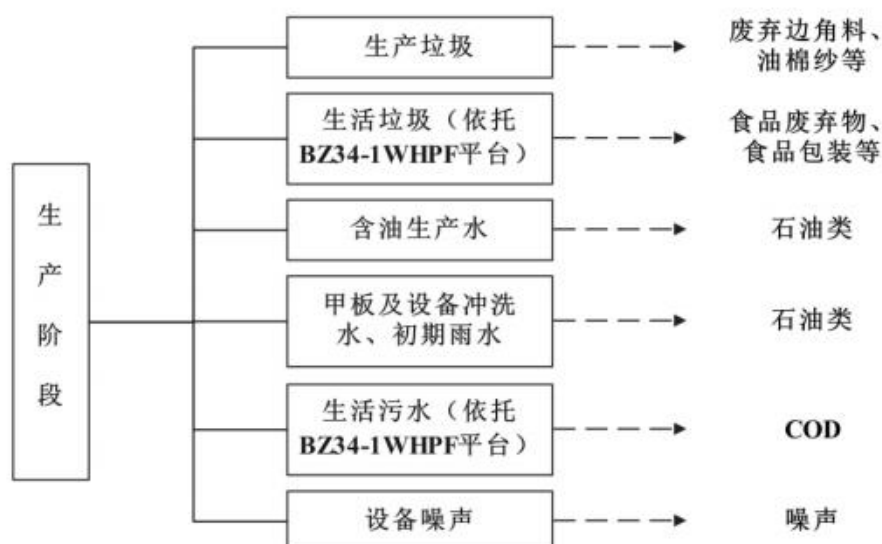 生产阶段
生产垃圾
废弃边角料、
油棉纱等
生活垃圾（依托
BZ34-1WHPF平台）
食品废弃物、
食品包装等
含油生产水
石油类
甲板及设备冲洗
水、初期雨水
石油类
生活污水（依托
BZ34-1WHPF平台）
COD
设备噪声
噪声